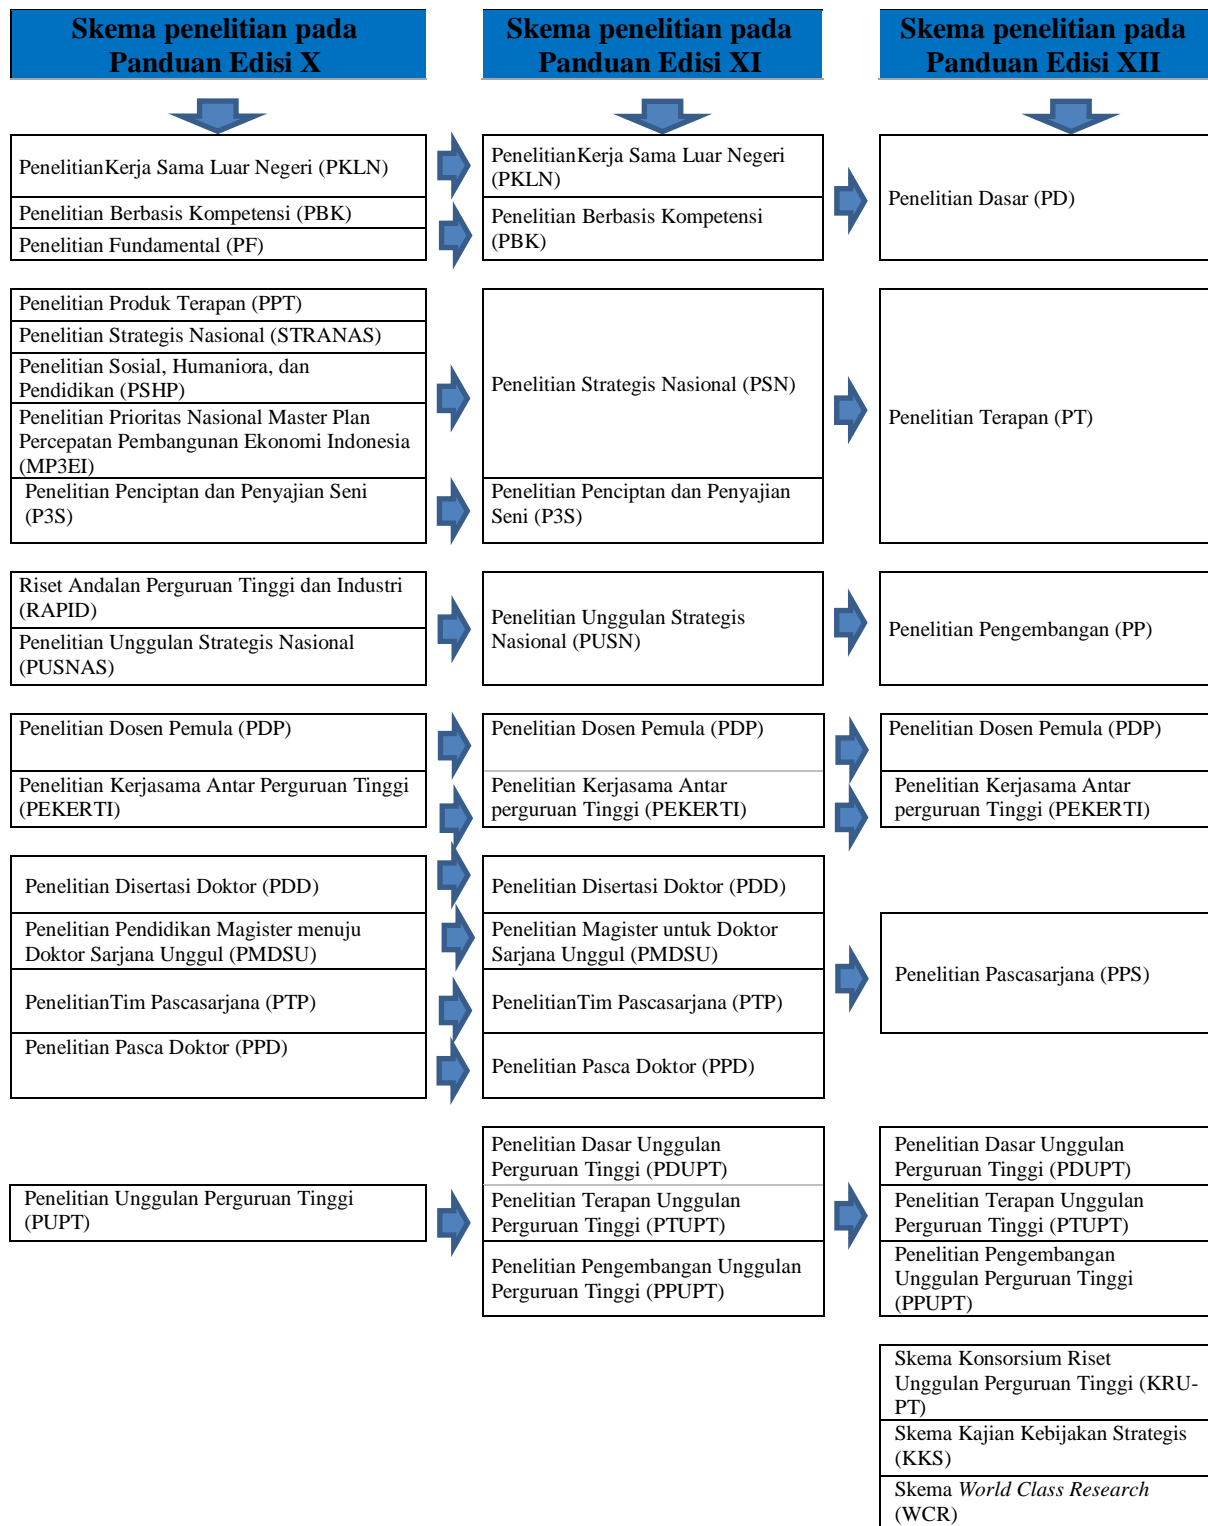 Skema penelitian pada
Panduan Edisi X
Skema penelitian pada
Panduan Edisi XI
Skema penelitian pada
Panduan Edisi XII
PenelitianKerja Sama Luar Negeri (PKLN)
Penelitian Berbasis Kompetensi (PBK)
Penelitian Fundamental (PF)
PenelitianKerja Sama Luar Negeri
(PKLN)
Penelitian Berbasis Kompetensi
(PBK)
Penelitian Dasar (PD)
Penelitian Produk Terapan (PPT)
Penelitian Strategis Nasional (STRANAS)
Penelitian Sosial, Humaniora, dan
Pendidikan (PSHP)
Penelitian Prioritas Nasional Master Plan
Percepatan Pembangunan Ekonomi Indonesia
(MP3EI)
Penelitian Penciptan dan Penyajian Seni
(P3S)
Penelitian Strategis Nasional (PSN)
Penelitian Penciptan dan Penyajian
Seni (P3S)
Penelitian Terapan (PT)
Riset Andalan Perguruan Tinggi dan Industri
(RAPID)
Penelitian Unggulan Strategis Nasional
(PUSNAS)
Penelitian Unggulan Strategis
Nasional (PUSN)
Penelitian Pengembangan (PP)
Penelitian Dosen Pemula (PDP)
Penelitian Kerjasama Antar Perguruan Tinggi
(PEKERTI)
Penelitian Dosen Pemula (PDP)
Penelitian Kerjasama Antar
perguruan Tinggi (PEKERTI)
Penelitian Dosen Pemula (PDP)
Penelitian Kerjasama Antar
perguruan Tinggi (PEKERTI)
Penelitian Disertasi Doktor (PDD)
Penelitian Pendidikan Magister menuju
Doktor Sarjana Unggul (PMDSU)
PenelitianTim Pascasarjana (PTP)
Penelitian Pasca Doktor (PPD)
Penelitian Disertasi Doktor (PDD)
Penelitian Magister untuk Doktor
Sarjana Unggul (PMDSU)
PenelitianTim Pascasarjana (PTP)
Penelitian Pasca Doktor (PPD)
Penelitian Pascasarjana (PPS)
Penelitian Unggulan Perguruan Tinggi
(PUPT)
Penelitian Dasar Unggulan
Perguruan Tinggi (PDUPT)
Penelitian Terapan Unggulan
Perguruan Tinggi (PTUPT)
Penelitian Pengembangan Unggulan
Perguruan Tinggi (PPUPT)
Penelitian Dasar Unggulan
Perguruan Tinggi (PDUPT)
Penelitian Terapan Unggulan
Perguruan Tinggi (PTUPT)
Penelitian Pengembangan
Unggulan Perguruan Tinggi
(PPUPT)
Skema Konsorsium Riset
Unggulan Perguruan Tinggi (KRU-
PT)
Skema Kajian Kebijakan Strategis
(KKS)
Skema World Class Research
(WCR)